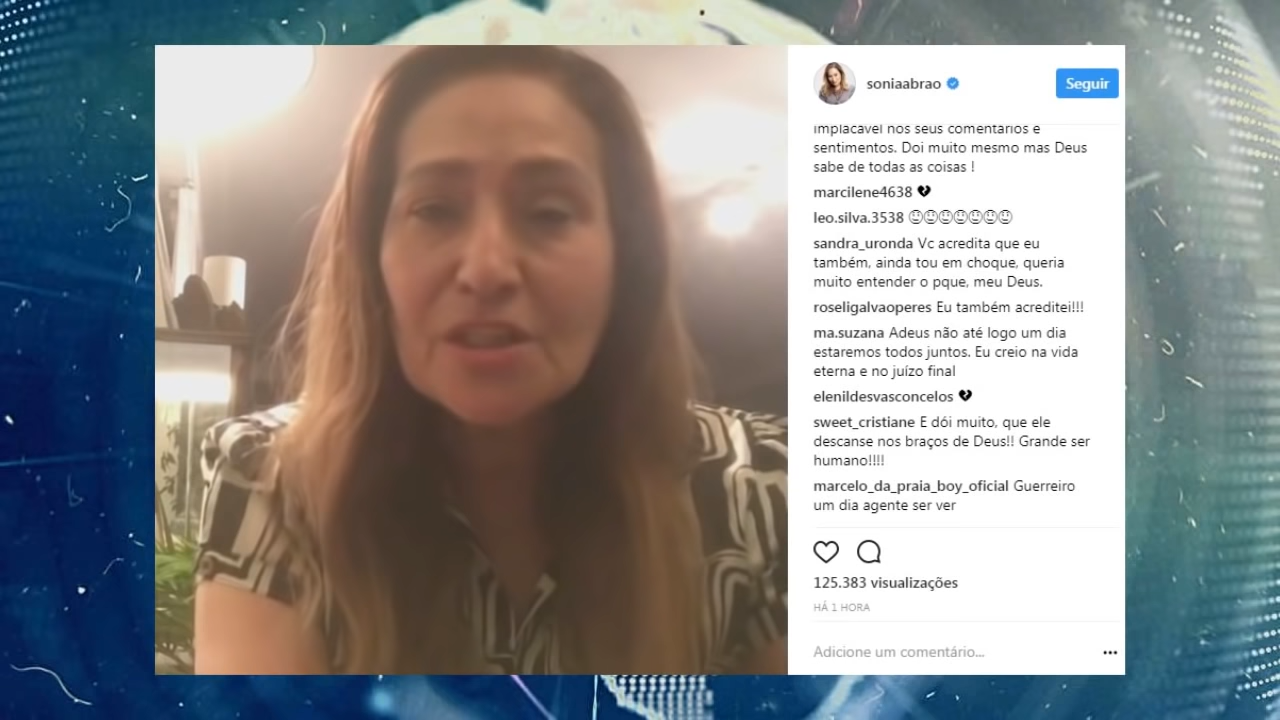 soniaabrao
Seguir
implacável nos seus comentários e
sentimentos. Doi muito mesmo mas Deus
sabe de todas as coisas !
marcilene4638 💔
leo.silva.3538 ☹☹☹☹☹☹☹
sandra_uronda Vc acredita que eu
também, ainda tou em choque, queria
muito entender o pque, meu Deus.
roseligalvaoperes Eu também acreditei!!!
ma.suzana Adeus não até logo um dia
estaremos todos juntos. Eu creio na vida
eterna e no juízo final
elenildesvasconcelos 💔
sweet_cristiane E dói muito, que ele
descanse nos braços de Deus!! Grande ser
humano!!!!
marcelo_da_praia_boy_oficial Guerreiro
um dia agente ser ver
125.383 visualizações
HÁ 1 HORA
Adicione um comentário...